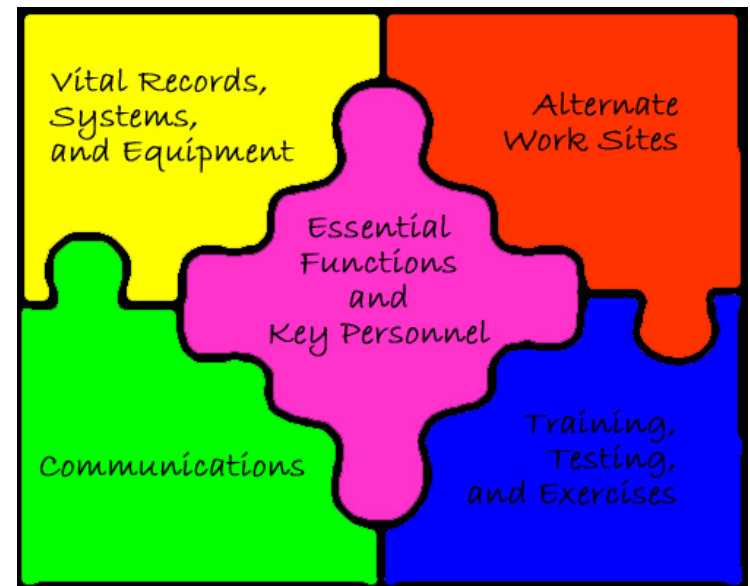 Vital Records,
Systems,
and Equipment
Alternate
Work Sites
Essential
Functions
and
Key Personnel
Communications
Training,
Testing,
and Exercises